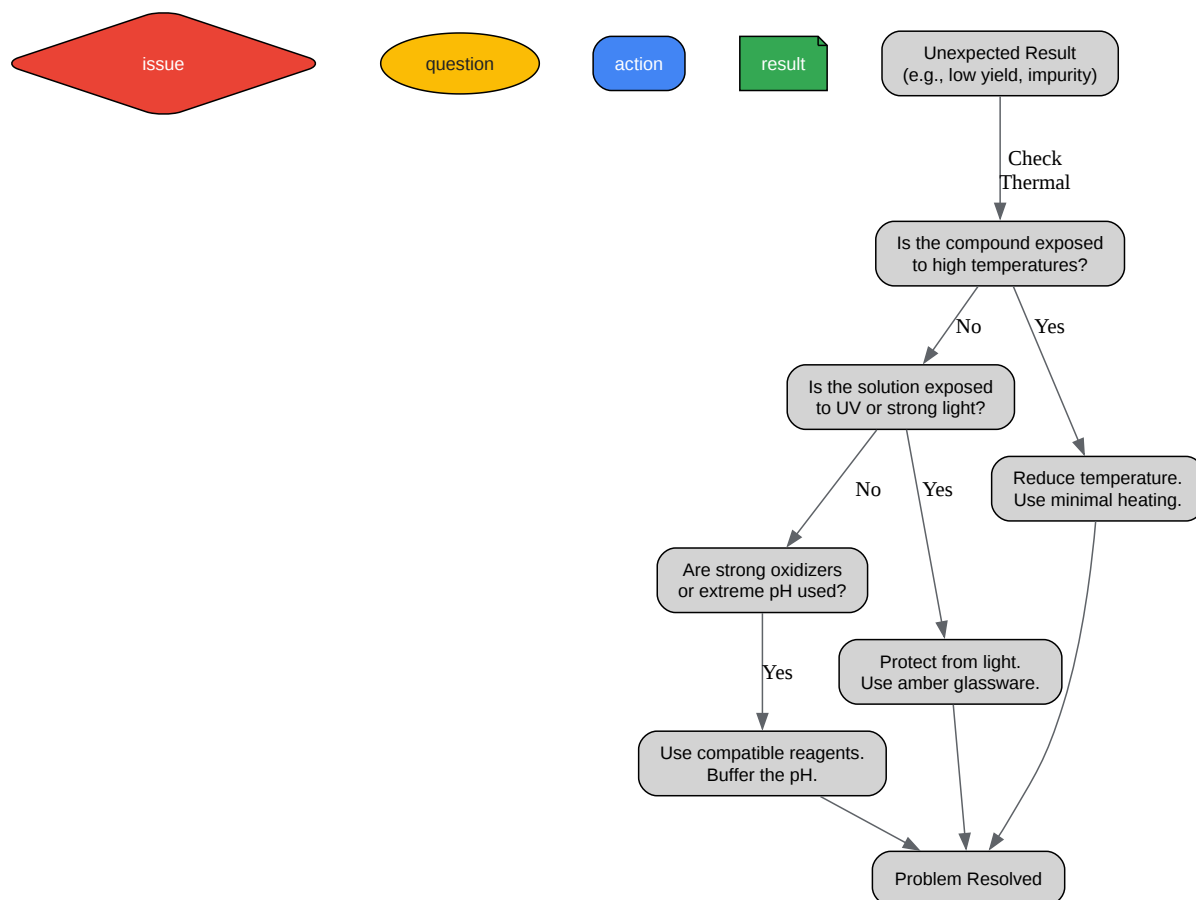 issue
question
action
result
Unexpected Result
(e.g., low yield, impurity)
Check
Thermal
Is the compound exposed
to high temperatures?
No
Yes
Is the solution exposed
to UV or strong light?
Reduce temperature.
Use minimal heating.
No
Yes
Are strong oxidizers
or extreme pH used?
Protect from light.
Use amber glassware.
Yes
Use compatible reagents.
Buffer the pH.
Problem Resolved